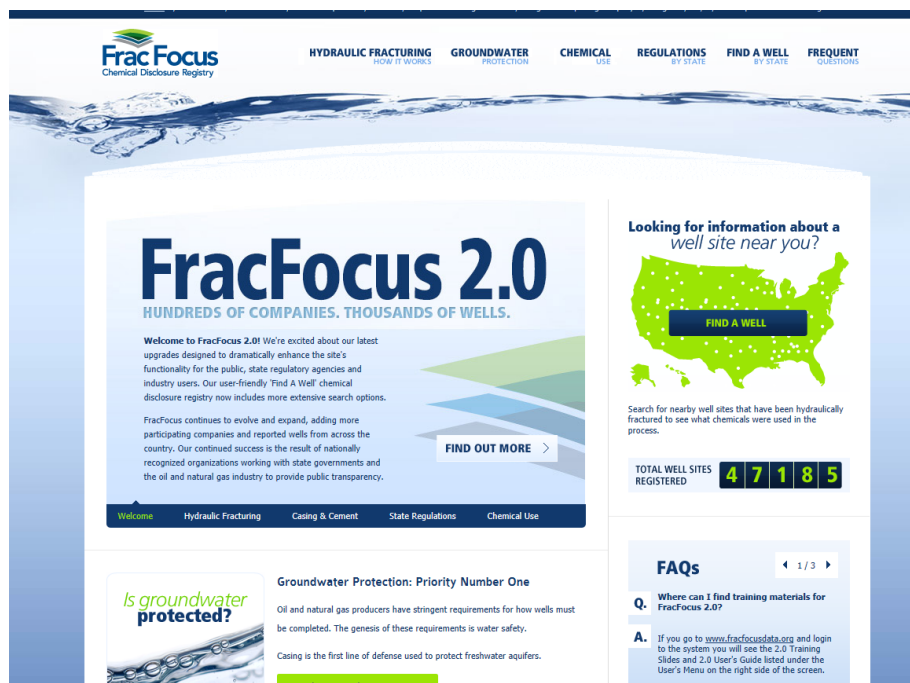 Frac Focus
Chemical Disclosure Registry
HYDRAULIC FRACTURING
HOW IT WORKS
GROUNDWATER
PROTECTION
CHEMICAL
USE
REGULATIONS
BY STATE
FIND A WELL
BY STATE
FREQUENT
QUESTIONS
FracFocus 2.0
HUNDREDS OF COMPANIES. THOUSANDS OF WELLS.
Welcome to FracFocus 2.0! We're excited about our latest
upgrades designed to dramatically enhance the site's
functionality for the public, state regulatory agencies and
industry users. Our user-friendly 'Find A Well' chemical
disclosure registry now includes more extensive search options.
FracFocus continues to evolve and expand, adding more
participating companies and reported wells from across the
country. Our continued success is the result of nationally
recognized organizations working with state governments and
the oil and natural gas industry to provide public transparency.
FIND OUT MORE
Welcome
Hydraulic Fracturing
Casing & Cement
State Regulations
Chemical Use
Looking for information about a
well site near you?
FIND A WELL
Search for nearby well sites that have been hydraulically
fractured to see what chemicals were used in the
process.
TOTAL WELL SITES
REGISTERED
47185
Is groundwater
protected?
Groundwater Protection: Priority Number One
Oil and natural gas producers have stringent requirements for how wells must
be completed. The genesis of these requirements is water safety.
Casing is the first line of defense used to protect freshwater aquifers.
FAQs
1 / 3
Q. Where can I find training materials for
FracFocus 2.0?
A. If you go to www.fracfocusdata.org and login
to the system you will see the 2.0 Training
Slides and 2.0 User's Guide listed under the
User's Menu on the right side of the screen.